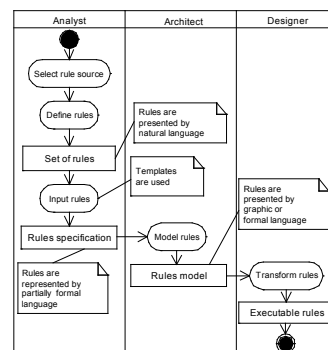 Analyst
Architect
Designer
Select rule source
Define rules
Rules are
presented by
natural language
Set of rules
Templates
are used
Input rules
Rules are
presented by
graphic or
formal language
Rules specification
Model rules
Rules are
represented by
partially formal
language
Rules model
Transform rules
Executable rules